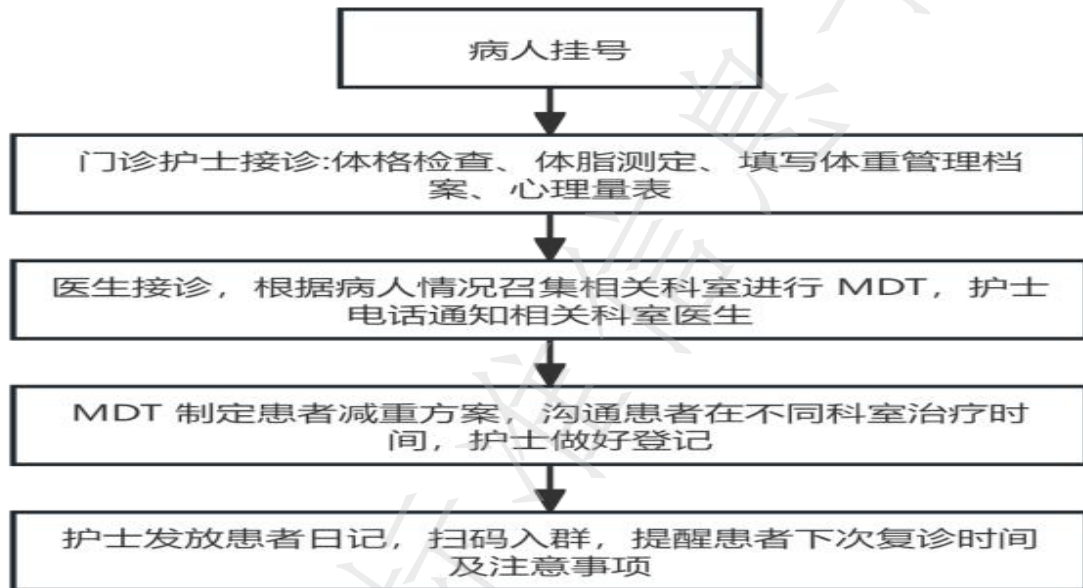 病人挂号
门诊护士接诊:体格检查、体脂测定、填写体重管理档
案、心理量表
医生接诊，根据病人情况召集相关科室进行 MDT，护士
电话通知相关科室医生
MDT 制定患者减重方案，沟通患者在不同科室治疗时
间，护士做好登记
护士发放患者日记，扫码入群，提醒患者下次复诊时间
及注意事项